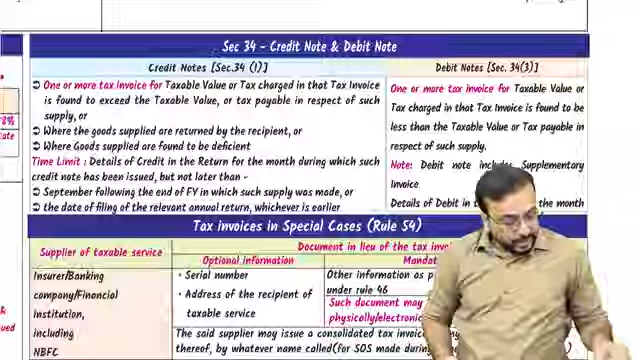 Sec 34 - Credit Note & Debit Note
Credit Notes [Sec.34 (1)]
➲ One or more tax invoice for Taxable Value or Tax charged in that Tax Invoice
is found to exceed the Taxable Value, or tax payable in respect of such
supply, or
➲ Where the goods supplied are returned by the recipient, or
➲ Where Goods supplied are found to be deficient
Time Limit : Details of Credit in the Return for the month during which such
credit note has been issued, but not later than -
➲ September following the end of FY in which such supply was made, or
➲ the date of filing of the relevant annual return, whichever is earlier
Debit Notes [Sec. 34(3)]
One or more tax invoice for Taxable Value or
Tax charged in that Tax Invoice is found to be
less than the Taxable Value or Tax payable in
respect of such supply.
Note: Debit note Supplementary
Invoice
Details of Debit in the month
Tax invoices in Special Cases (Rule 54)
Supplier of taxable service
Document in lieu of the tax
Optional information
Insurer/Banking
company/Financial
Institution,
including
NBFC
• Serial number
• Address of the recipient of
taxable service
Other information as
under rule 46
Such document may
The said supplier may issue a consolidated tax
thereof, by whatever name called(for SOS made